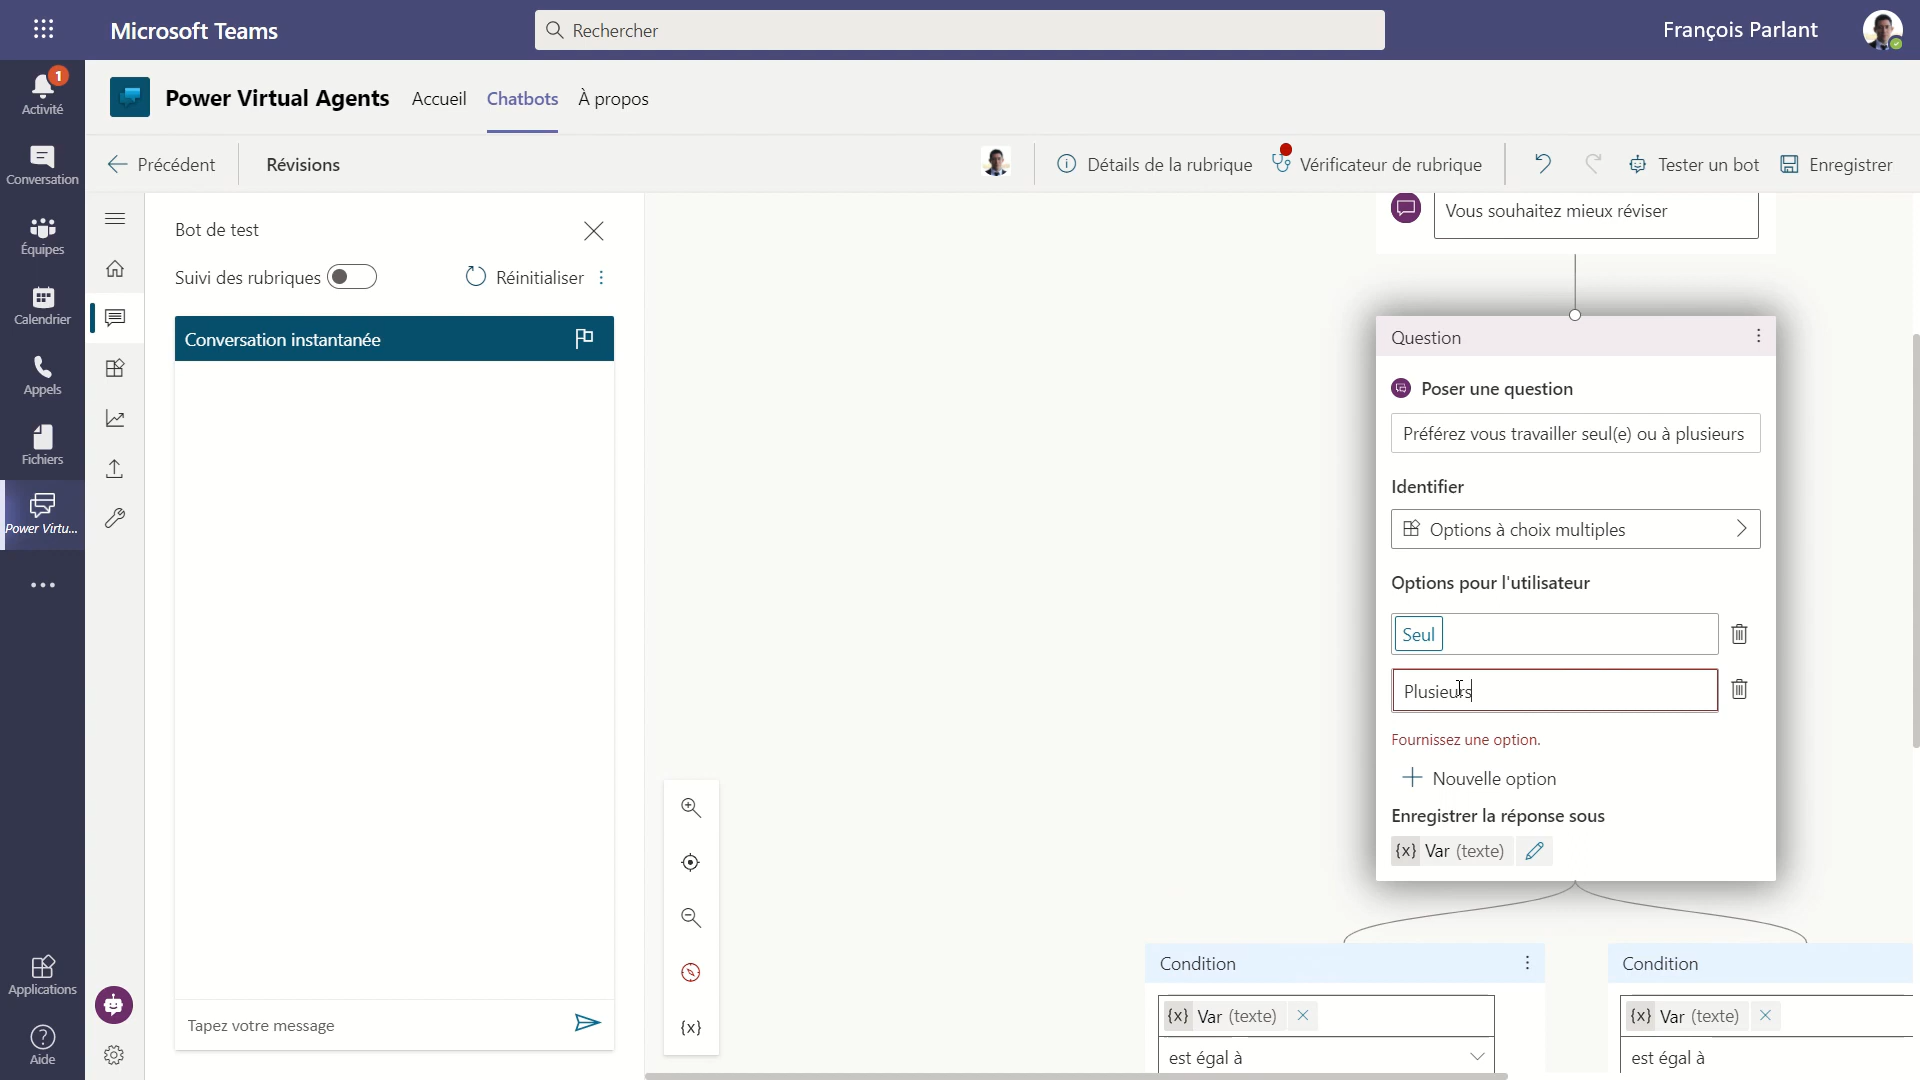 Microsoft Teams
Rechercher
François Parlant
1
Activité
Conversation
Équipes
Calendrier
Appels
Fichiers
Power Virtu...
Applications
Aide
Power Virtual Agents
Accueil
Chatbots
À propos
Précédent
Révisions
Détails de la rubrique
Vérificateur de rubrique
Tester un bot
Enregistrer
Bot de test
Suivi des rubriques
Réinitialiser
Conversation instantanée
Tapez votre message
{x}
Vous souhaitez mieux réviser
Question
Poser une question
Préférez vous travailler seul(e) ou à plusieurs
Identifier
Options à choix multiples
Options pour l'utilisateur
Seul
Plusieurs
Fournissez une option.
Nouvelle option
Enregistrer la réponse sous
{x} Var (texte)
Condition
{x} Var (texte)
est égal à
Condition
{x} Var (texte)
est égal à